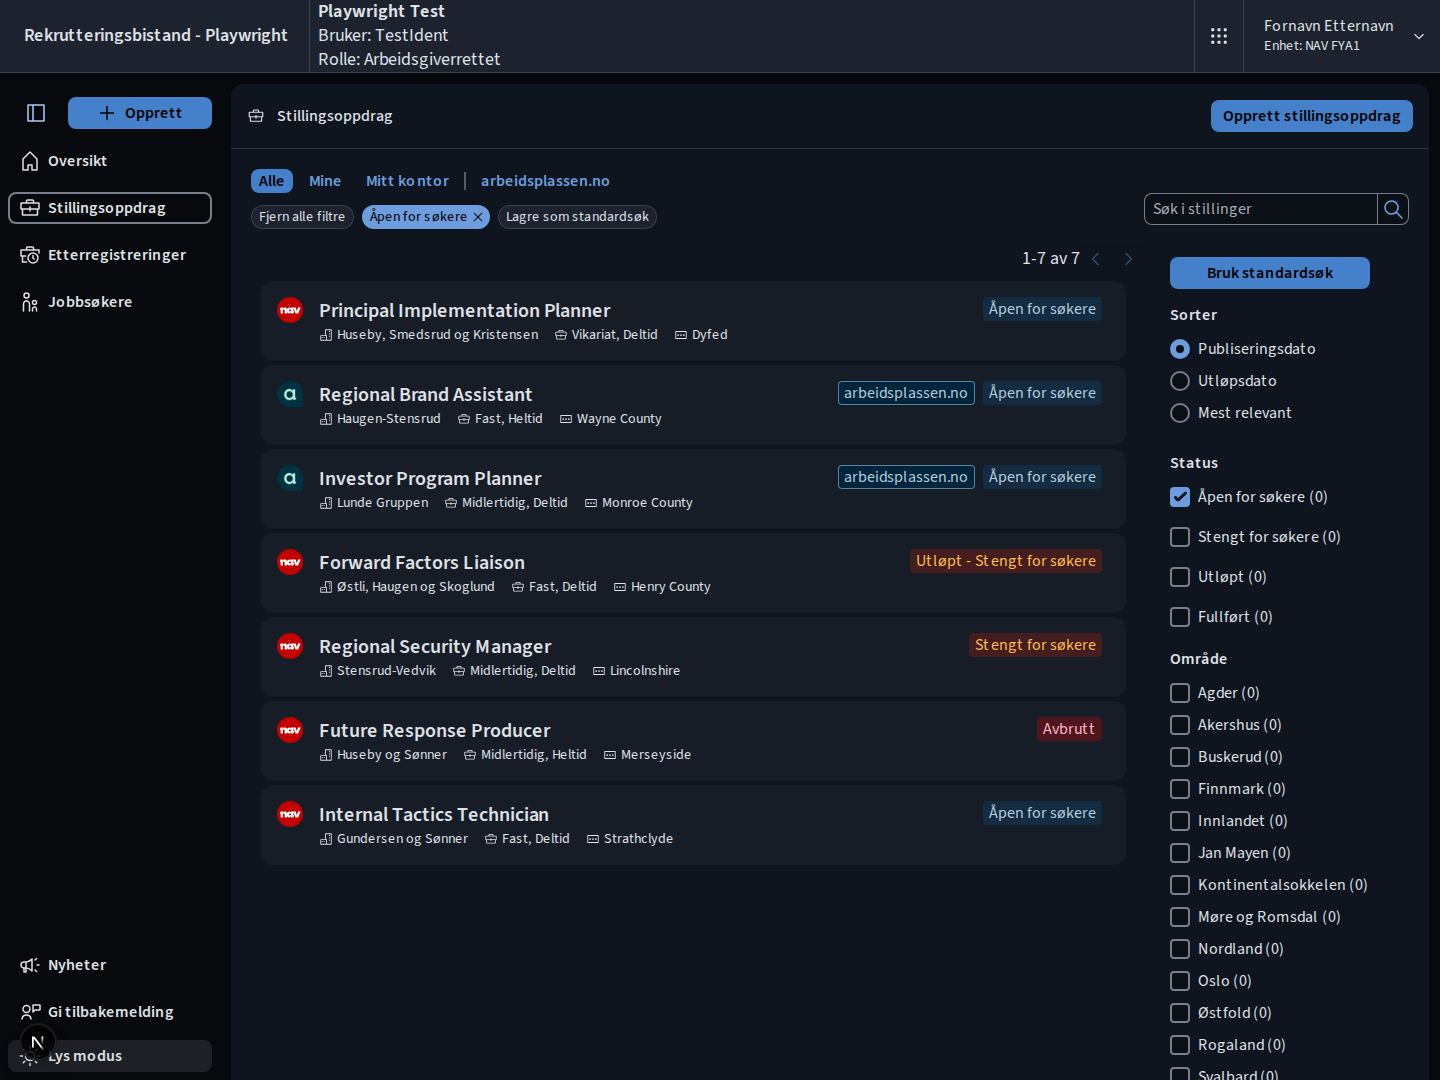 Rekrutteringsbistand - Playwright
Playwright Test
Bruker: TestIdent
Rolle: Arbeidsgiverrettet
Fornavn Etternavn
Enhet: NAV FYA1
Opprett
Oversikt
Stillingsoppdrag
Etterregistreringer
Jobbsøkere
Nyheter
Gi tilbakemelding
N
Lys modus
Stillingsoppdrag
Opprett stillingsoppdrag
Alle
Mine
Mitt kontor
arbeidsplassen.no
Fjern alle filtre
Åpen for søkere
Lagre som standardsøk
Søk i stillinger
1-7 av 7
nav
Principal Implementation Planner
Åpen for søkere
Huseby, Smedsrud og Kristensen
Vikariat, Deltid
Dyfed
a
Regional Brand Assistant
arbeidsplassen.no
Åpen for søkere
Haugen-Stensrud
Fast, Heltid
Wayne County
a
Investor Program Planner
arbeidsplassen.no
Åpen for søkere
Lunde Gruppen
Midlertidig, Deltid
Monroe County
nav
Forward Factors Liaison
Utløpt - Stengt for søkere
Østli, Haugen og Skoglund
Fast, Deltid
Henry County
nav
Regional Security Manager
Stengt for søkere
Stensrud-Vedvik
Midlertidig, Deltid
Lincolnshire
nav
Future Response Producer
Avbrutt
Huseby og Sønner
Midlertidig, Heltid
Merseyside
nav
Internal Tactics Technician
Åpen for søkere
Gundersen og Sønner
Fast, Deltid
Strathclyde
Bruk standardsøk
Sorter
Publiseringsdato
Utløpsdato
Mest relevant
Status
Åpen for søkere (0)
Stengt for søkere (0)
Utløpt (0)
Fullført (0)
Område
Agder (0)
Akershus (0)
Buskerud (0)
Finnmark (0)
Innlandet (0)
Jan Mayen (0)
Kontinentalsokkelen (0)
Møre og Romsdal (0)
Nordland (0)
Oslo (0)
Østfold (0)
Rogaland (0)
Svalbard (0)